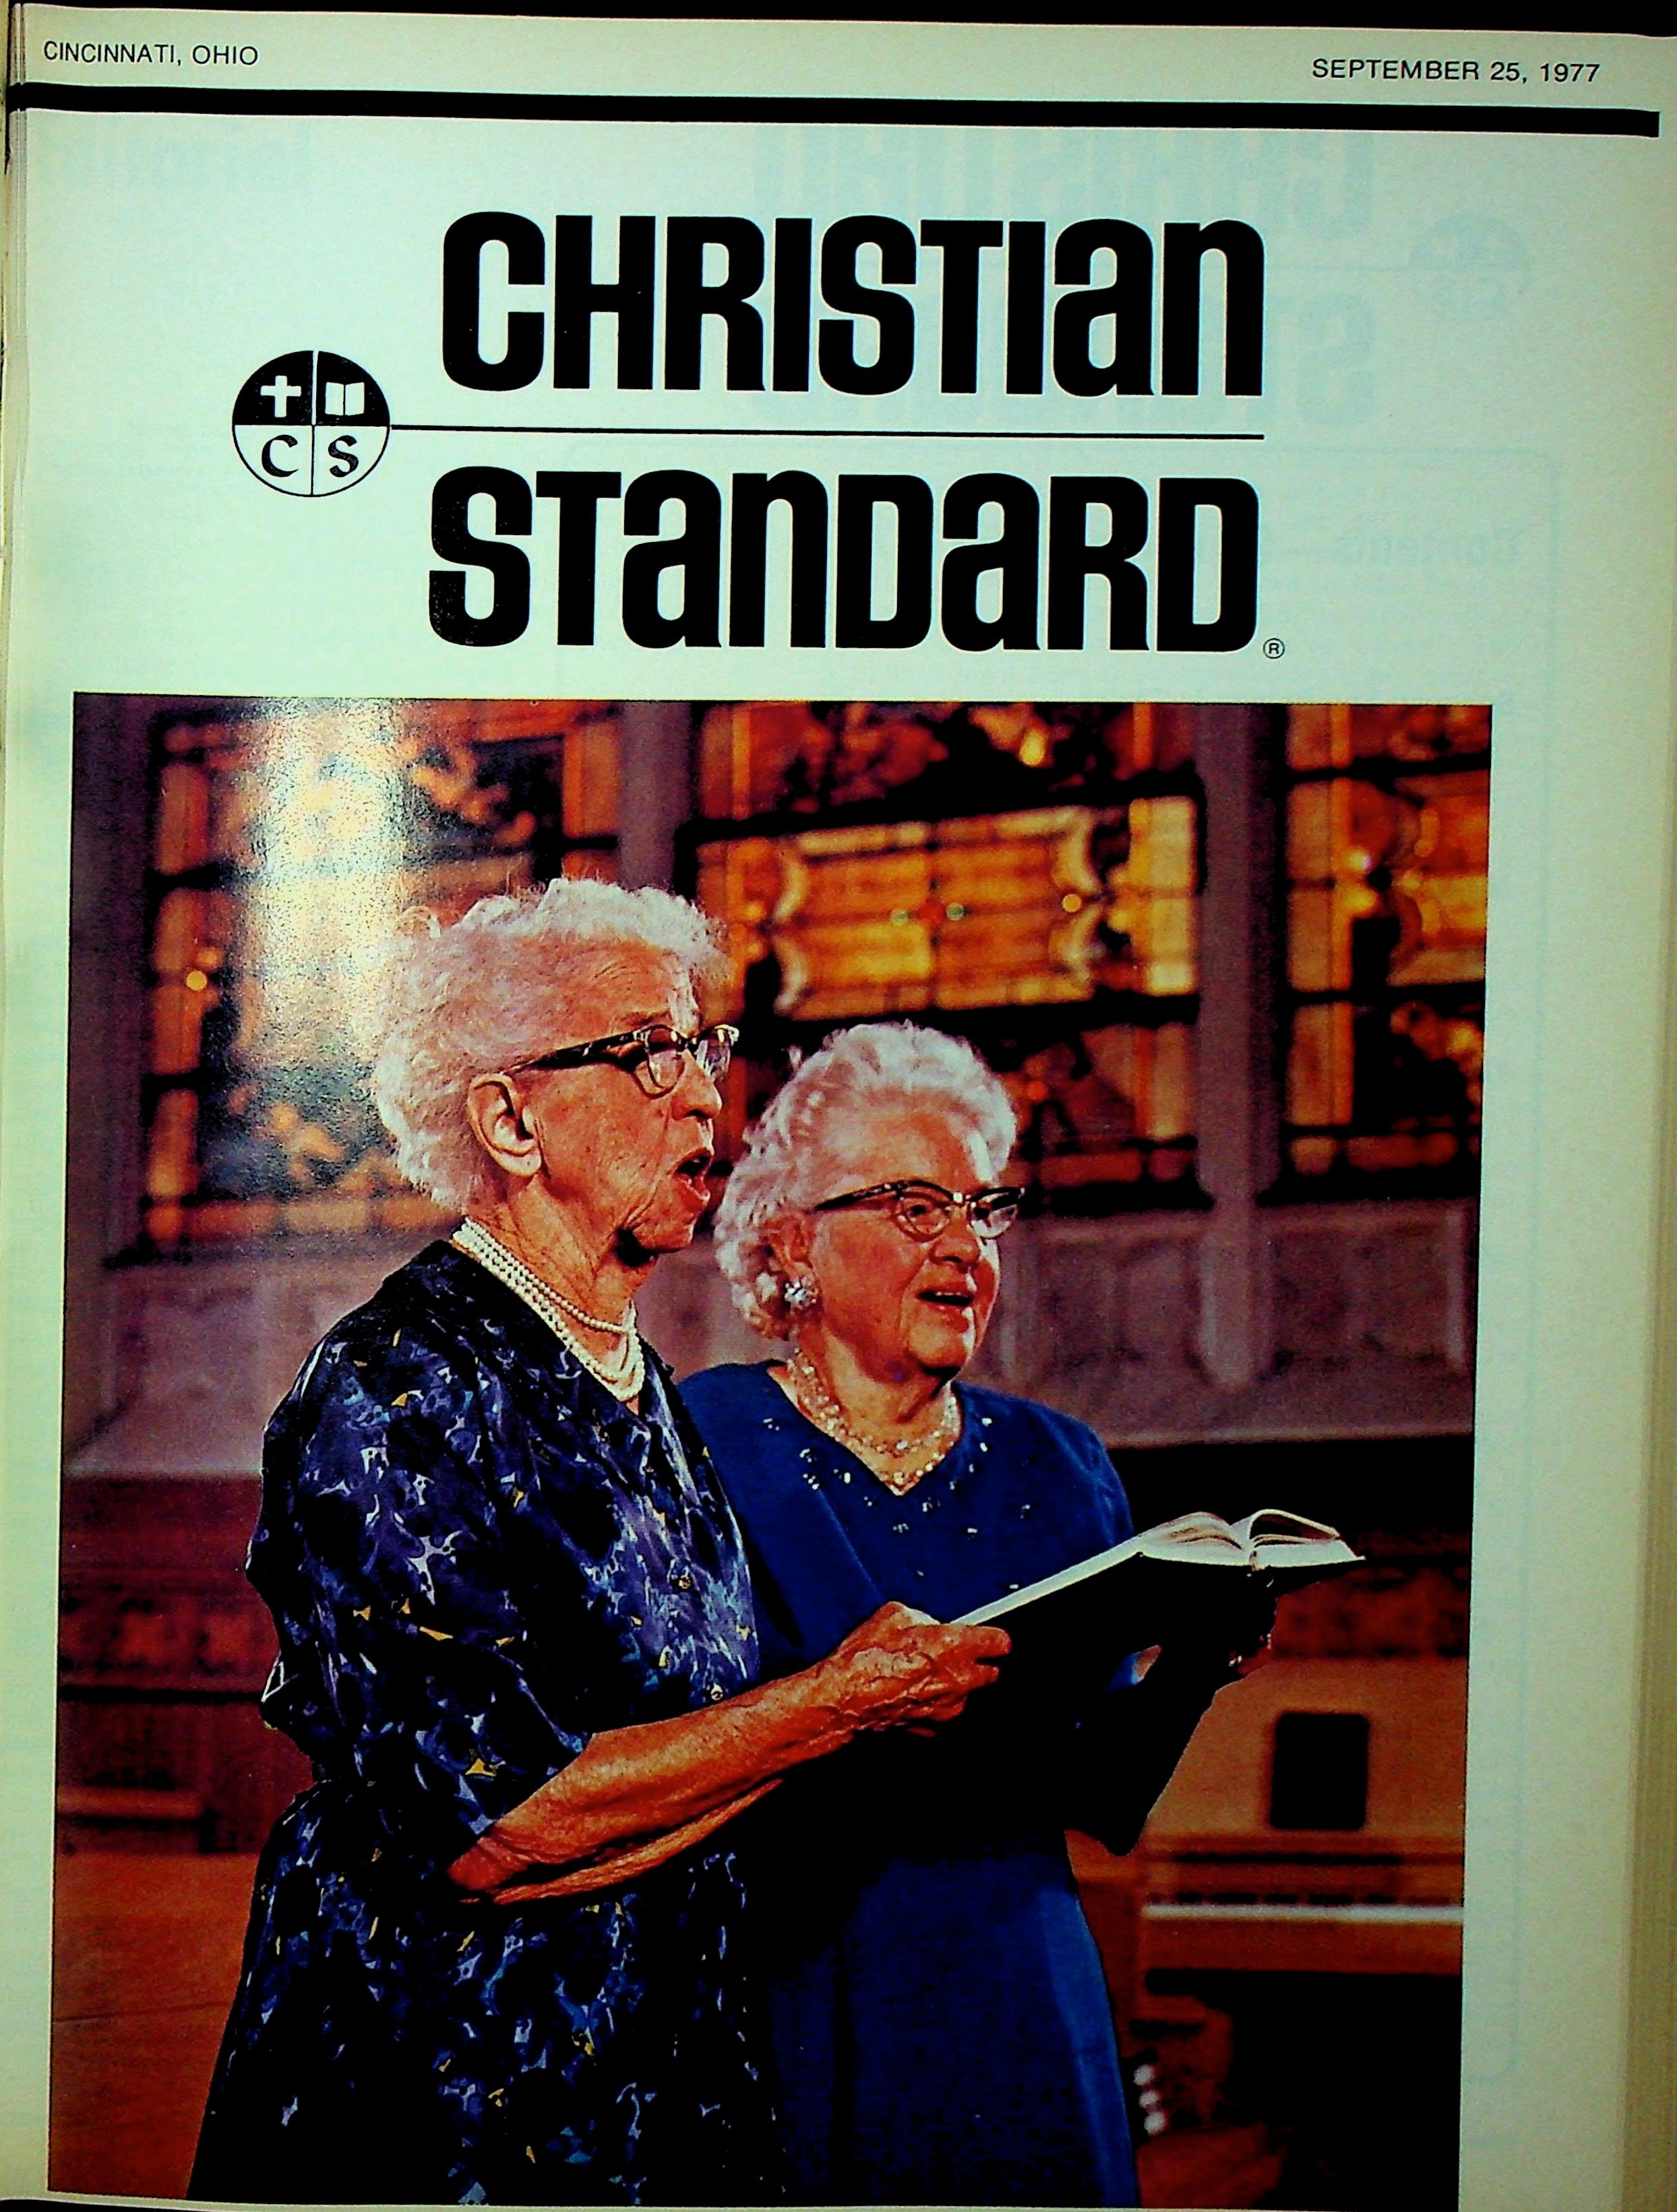 CINCINNATI, OHIO
SEPTEMBER 25, 1977
CHRISTIan
C S
STanDaRD®